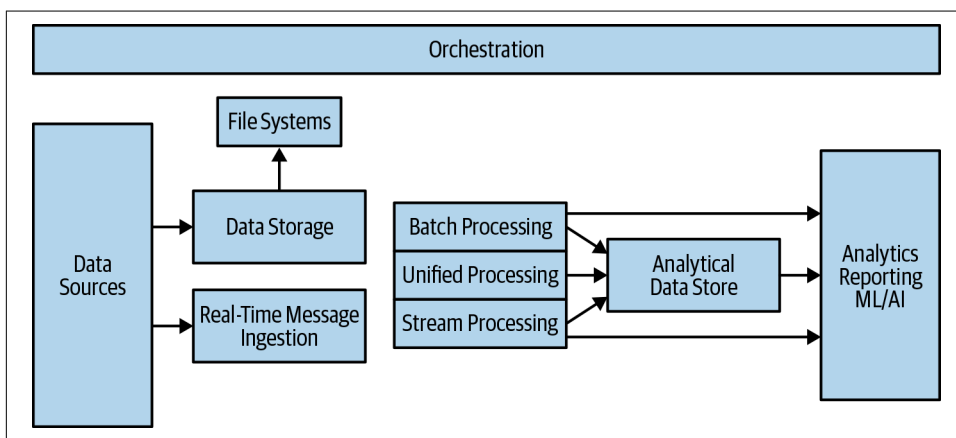 Orchestration
File Systems
Data Storage
Data
Sources
Real-Time Message
Ingestion
Batch Processing
Unified Processing
Stream Processing
Analytical
Data Store
Analytics
Reporting
ML/AI